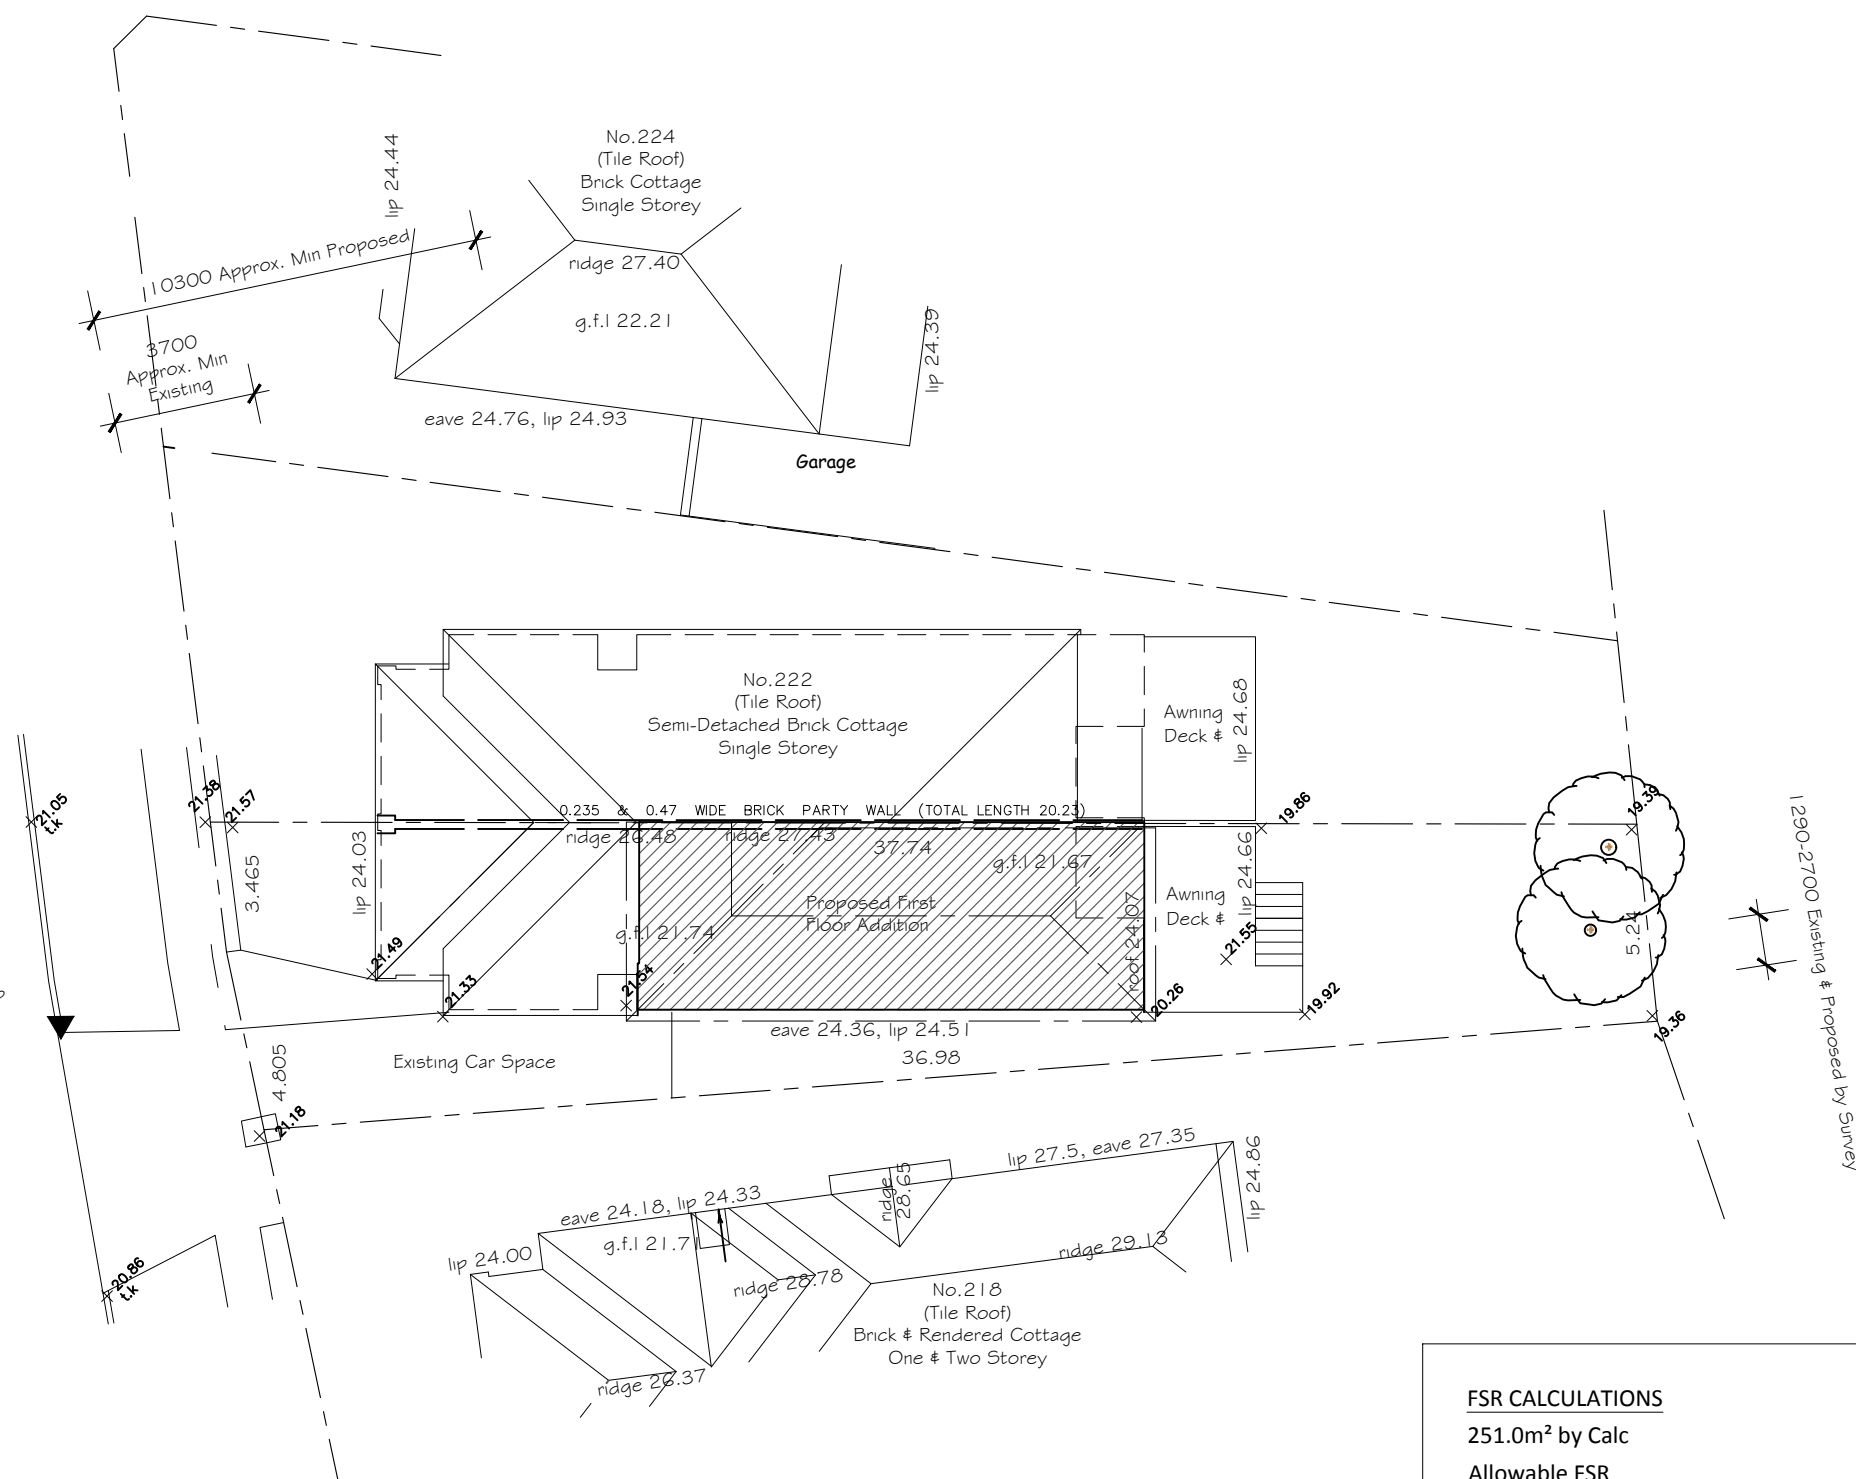 No.224
(Tile Roof)
Brick Cottage
Single Storey
lip 24.44
10300 Approx. Min Proposed
ridge 27.40
g.f.l 22.21
lip 24.39
3700
Approx. Min
Existing
eave 24.76, lip 24.93
Garage
No.222
(Tile Roof)
Semi-Detached Brick Cottage
Single Storey
Awning
Deck &
lip 24.68
21.05
t.k
21.38
21.57
0.235 & 0.47 WIDE BRICK PARTY WALL (TOTAL LENGTH 20.23)
19.86
19.39
ridge 26.48
ridge 27.43
37.74
g.f.l 21.67
3.465
lip 24.03
lip 24.66
1290-2700 Existing & Proposed by Survey
Proposed First
Floor Addition
Awning
Deck &
roof 24.07
g.f.l 21.74
5.24
21.55
21.49
21.33
21.54
20.26
19.92
19.36
eave 24.36, lip 24.51
36.98
Existing Car Space
4.805
21.18
lip 27.5, eave 27.35
lip 24.86
ridge
28.65
eave 24.18, lip 24.33
g.f.l 21.71
lip 24.00
ridge 29.13
ridge 28.78
20.86
t.k
No.218
(Tile Roof)
Brick & Rendered Cottage
One & Two Storey
ridge 26.37
FSR CALCULATIONS
251.0m² by Calc
Allowable FSR